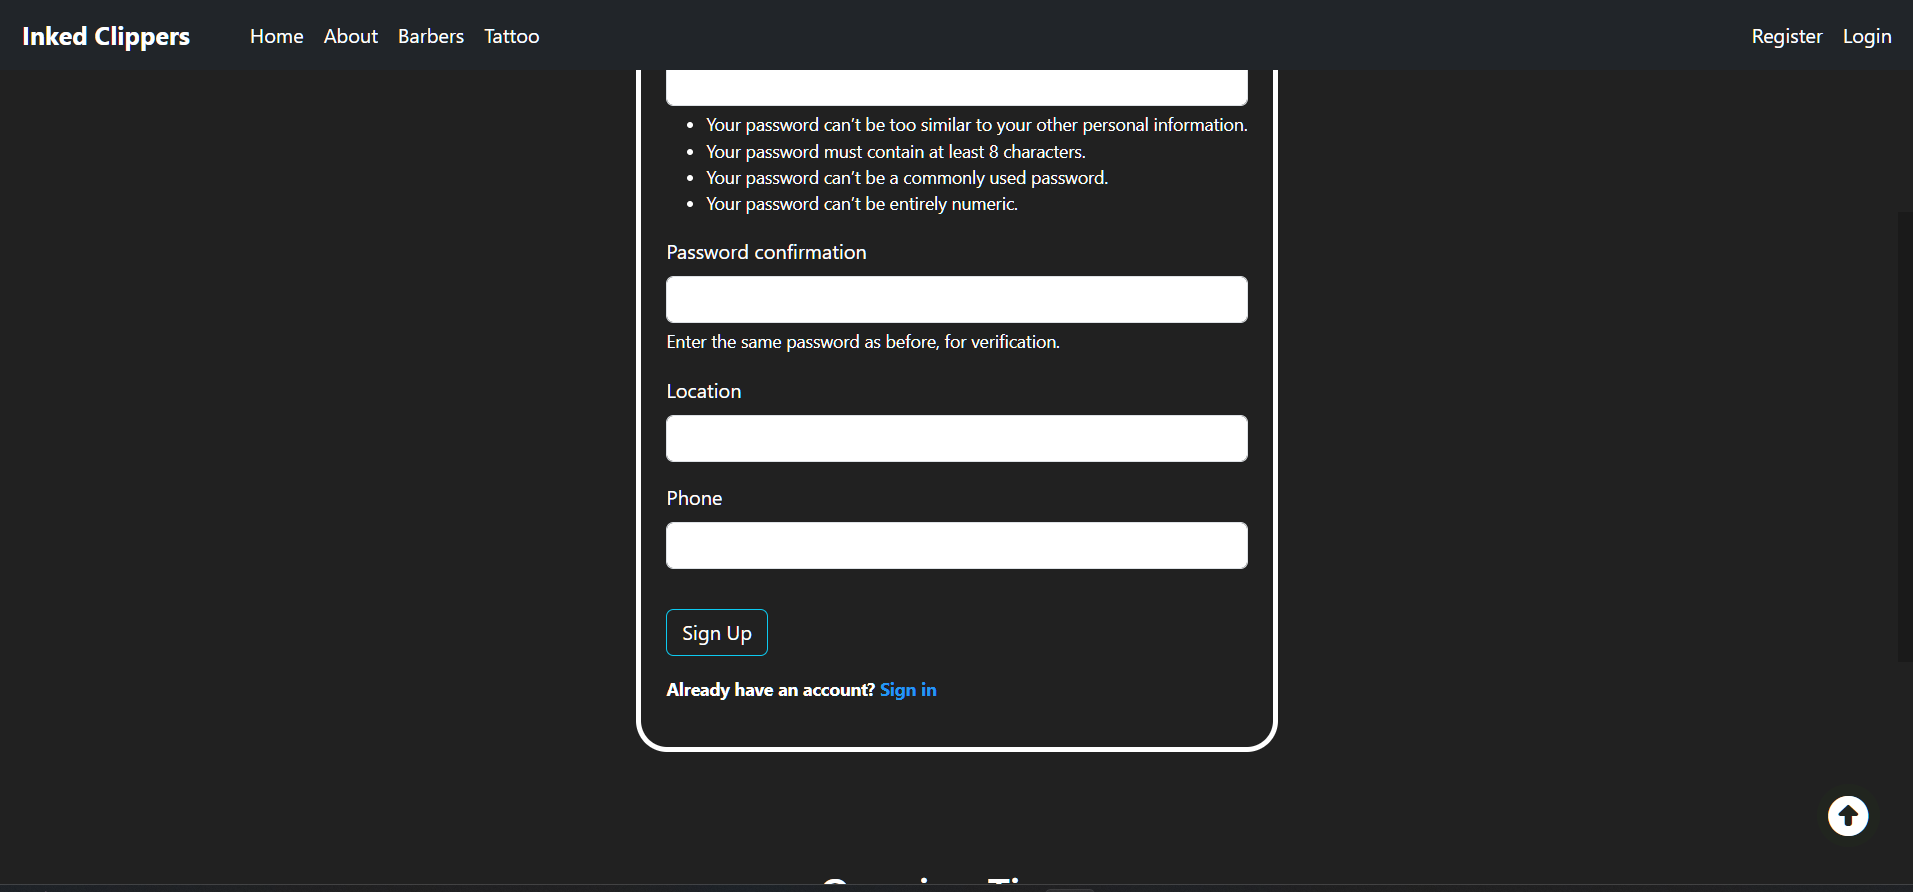 Inked Clippers Home About Barbers Tattoo Register Login
Your password can't be too similar to your other personal information.
Your password must contain at least 8 characters.
Your password can't be a commonly used password.
Your password can't be entirely numeric.
Password confirmation
Enter the same password as before, for verification.
Location
Phone
Sign Up
Already have an account? Sign in